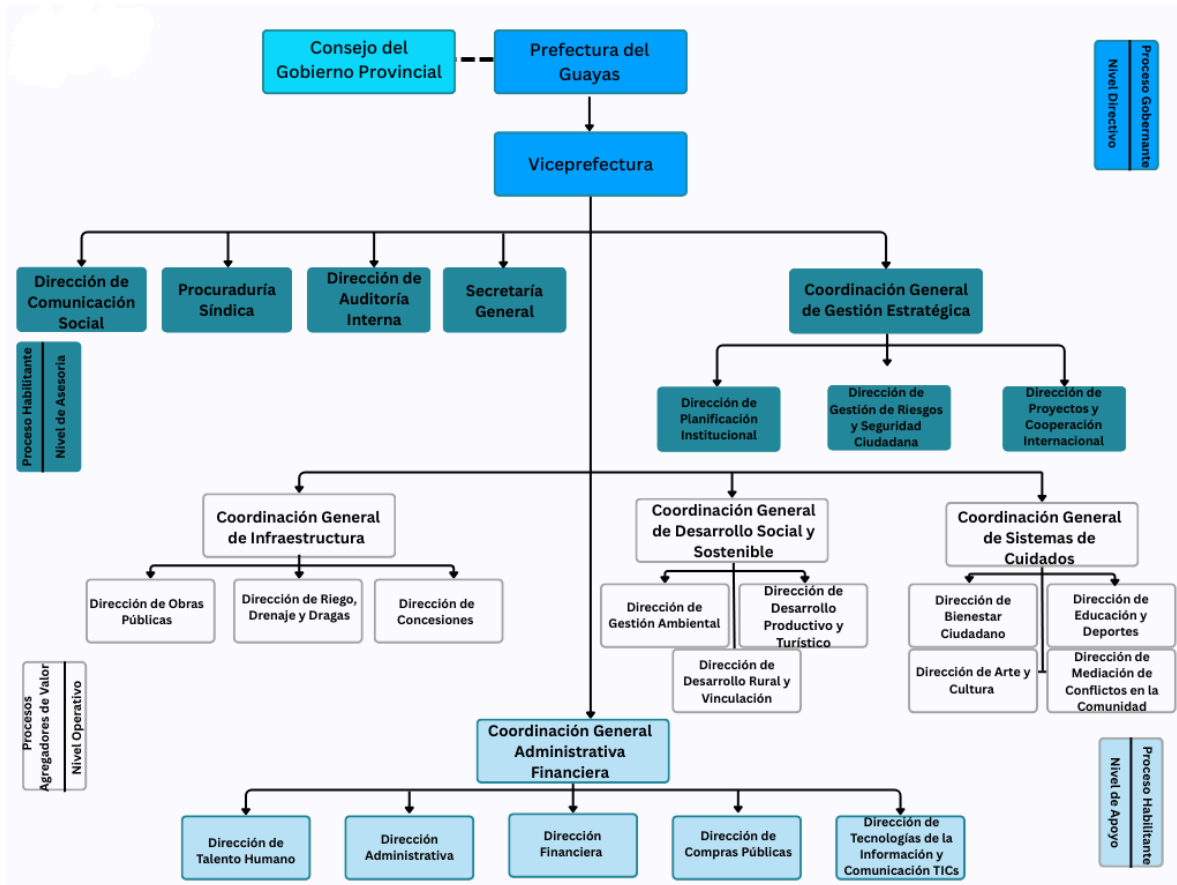 Consejo del
Gobierno Provincial
Prefectura del
Guayas
Proceso Gobernante
Nivel Directivo
Viceprefectura
Dirección de
Comunicación
Social
Procuraduría
Síndica
Dirección de
Auditoría
Interna
Secretaría
General
Coordinación General
de Gestión Estratégica
Proceso Habilitante
Nivel de Asesoria
Dirección de
Planificación
Institucional
Dirección de
Gestión de Riesgos
y Seguridad
Ciudadana
Dirección de
Proyectos y
Cooperación
Internacional
Coordinación General
de Infraestructura
Coordinación General
de Desarrollo Social y
Sostenible
Coordinación General
de Sistemas de
Cuidados
Dirección de Obras
Públicas
Dirección de Riego,
Drenaje y Dragas
Dirección de
Concesiones
Dirección de
Gestión Ambiental
Dirección de
Desarrollo
Productivo y
Turístico
Dirección de
Desarrollo Rural y
Vinculación
Dirección de
Bienestar
Ciudadano
Dirección de
Educación y
Deportes
Dirección de Arte y
Cultura
Dirección de
Mediación de
Conflictos en la
Comunidad
Procesos
Agregadores de Valor
Nivel Operativo
Coordinación General
Administrativa
Financiera
Proceso Habilitante
Nivel de Apoyo
Dirección de
Talento Humano
Dirección
Administrativa
Dirección
Financiera
Dirección de
Compras Públicas
Dirección de
Tecnologías de la
Información y
Comunicación TICs